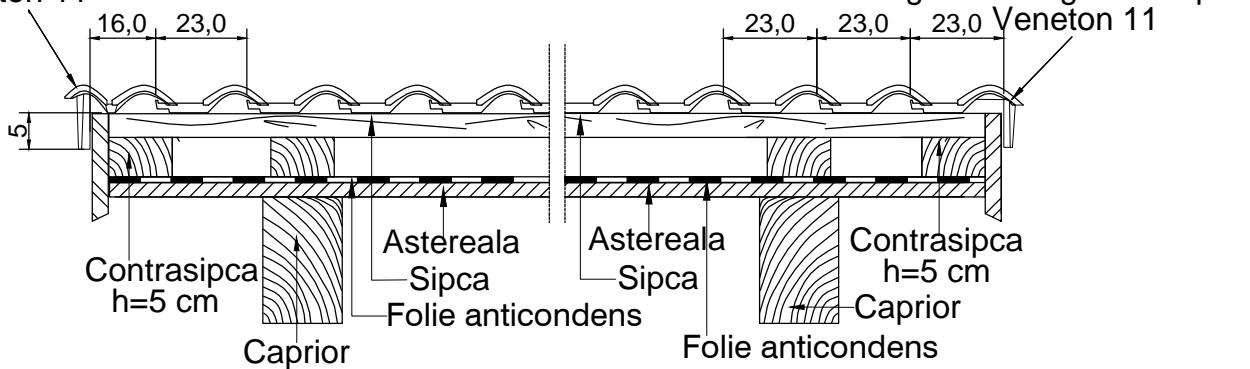 16,0
23,0
23,0
23,0
23,0
Veneton 11
5
Contrasipca
h=5 cm
Astereala
Sipca
Folie anticondens
Caprior
Astereala
Sipca
Folie anticondens
Contrasipca
h=5 cm
Caprior